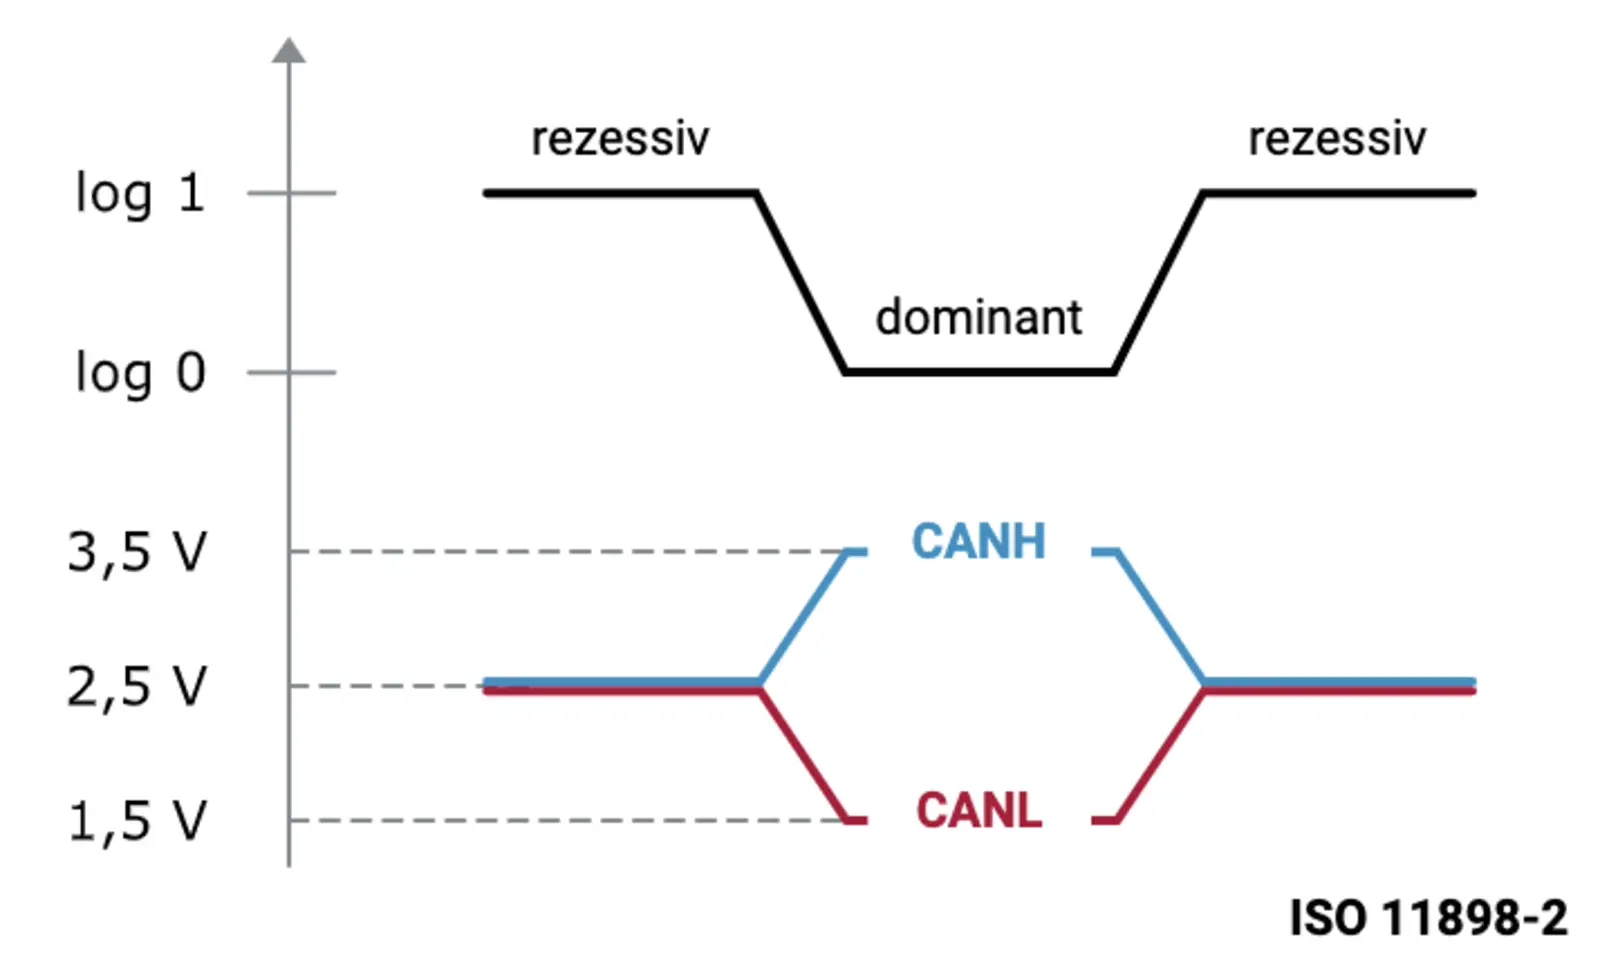 rezessiv
rezessiv
log 1
dominant
log 0
3,5 V
CANH
2,5 V
1,5 V
CANL
ISO 11898-2